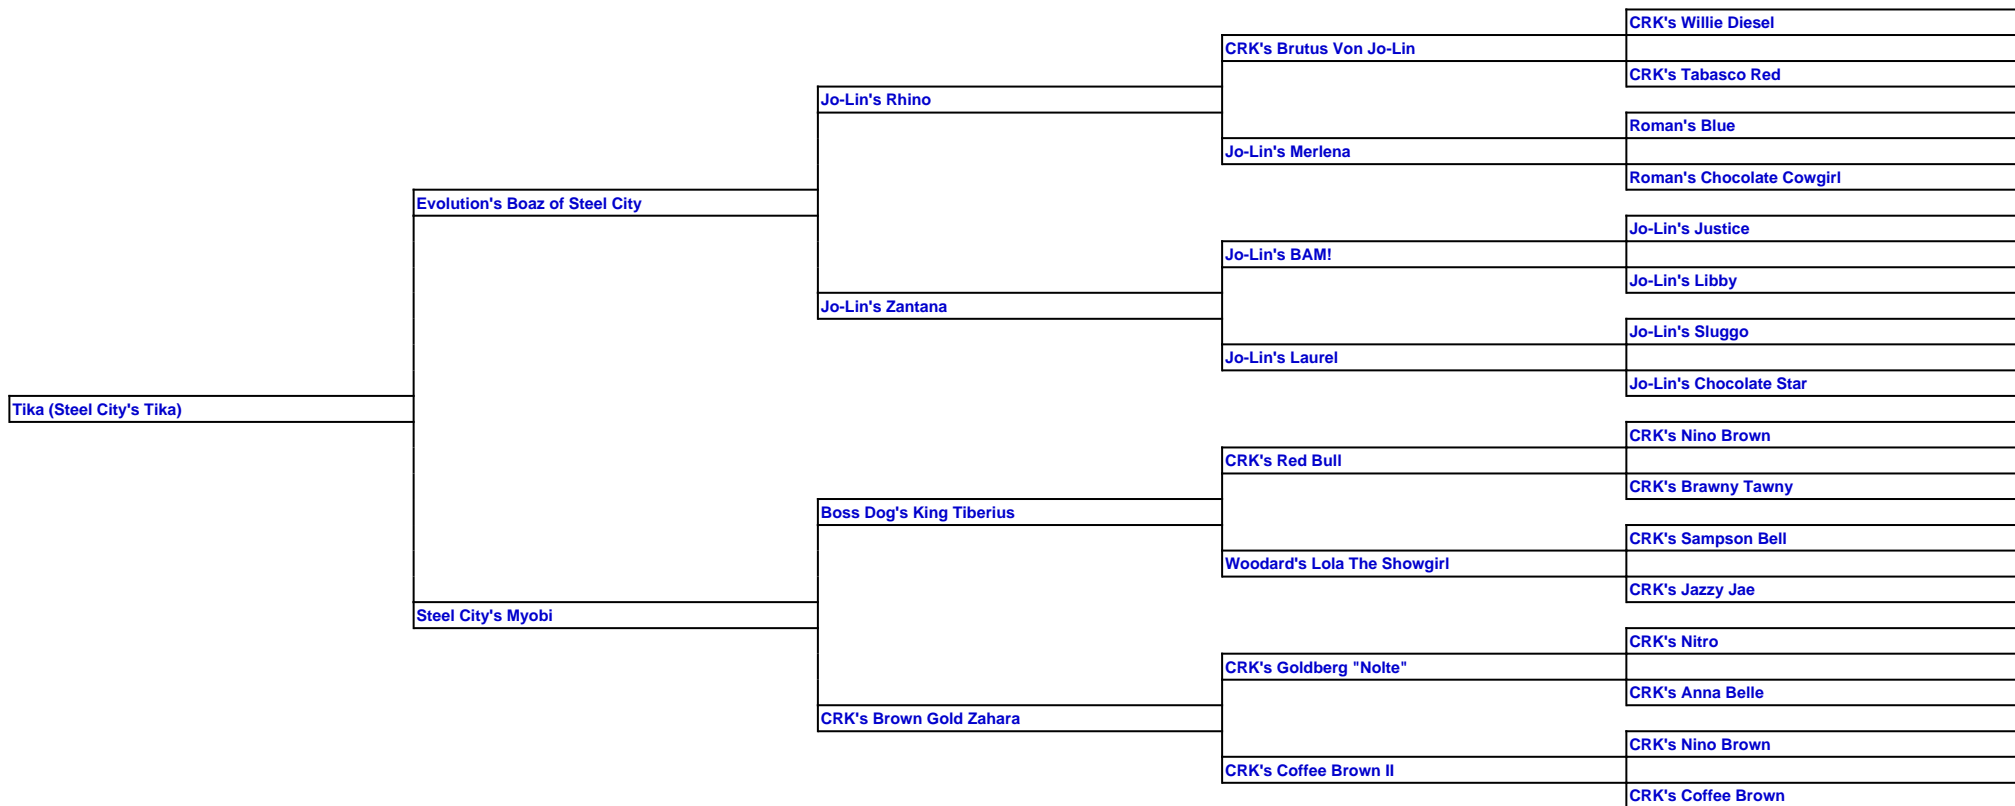 CRK's Willie Diesel
CRK's Brutus Von Jo-Lin
CRK's Tabasco Red
Jo-Lin's Rhino
Roman's Blue
Jo-Lin's Merlena
Roman's Chocolate Cowgirl
Evolution's Boaz of Steel City
Jo-Lin's Justice
Jo-Lin's BAM!
Jo-Lin's Libby
Jo-Lin's Zantana
Jo-Lin's Sluggo
Jo-Lin's Laurel
Jo-Lin's Chocolate Star
Tika (Steel City's Tika)
CRK's Nino Brown
CRK's Red Bull
CRK's Brawny Tawny
Boss Dog's King Tiberius
CRK's Sampson Bell
Woodard's Lola The Showgirl
CRK's Jazzy Jae
Steel City's Myobi
CRK's Nitro
CRK's Goldberg "Nolte"
CRK's Anna Belle
CRK's Brown Gold Zahara
CRK's Nino Brown
CRK's Coffee Brown II
CRK's Coffee Brown